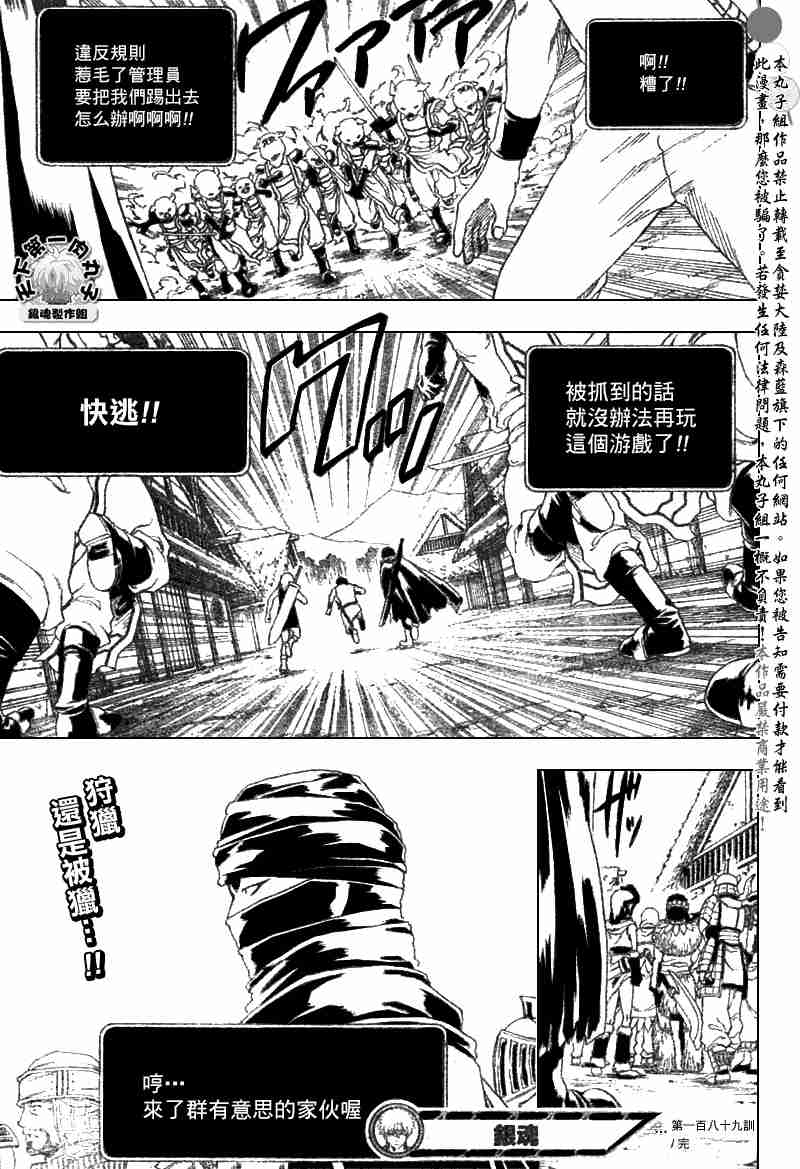 啊!!
糟了!!
違反規則
惹毛了管理員
要把我們踢出去
怎么辦啊啊啊!!
天下第一肉丸子
銀魂製作組
被抓到的話
就沒辦法再玩
這個游戲了!!
快逃!!
狩獵
還是被獵…!!
哼…
來了群有意思的家伙喔
銀魂
… 第一百八十九訓
/ 完
本丸子組作品禁止轉載至貪婪大陸及森藍旗下的任何網站。如果您被告知需要付款才能看到
此漫畫，那麼您被騙了。若發生任何法律問題，本丸子組一概不負責！本作品嚴禁商業用途！